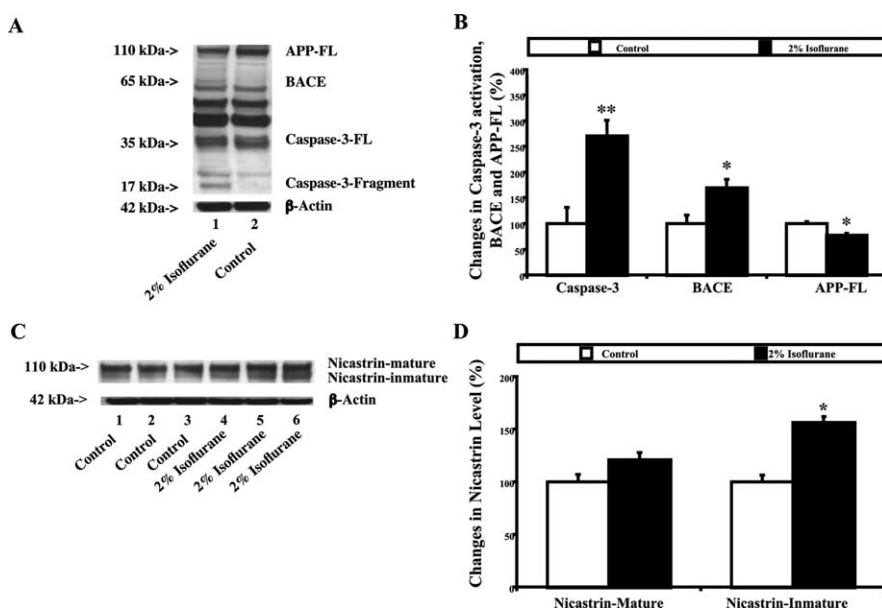 A
110 kDa-> APP-FL
65 kDa-> BACE
35 kDa-> Caspase-3-FL
17 kDa-> Caspase-3-Fragment
42 kDa-> β-Actin
1 2
2% Isoflurane
Control
B
Control 2% Isoflurane
Changes in Caspase-3 activation,
BACE and APP-FL (%)
400
350
300
250
200
150
100
50
0
**
*
*
Caspase-3 BACE APP-FL
C
110 kDa-> Nicastrin-mature
Nicastrin-inmature
42 kDa-> β-Actin
1 2 3 4 5 6
Control
Control
Control
2% Isoflurane
2% Isoflurane
2% Isoflurane
D
Control 2% Isoflurane
Changes in Nicastrin Level (%)
200
150
100
50
0
*
Nicastrin-Mature Nicastrin-Inmature